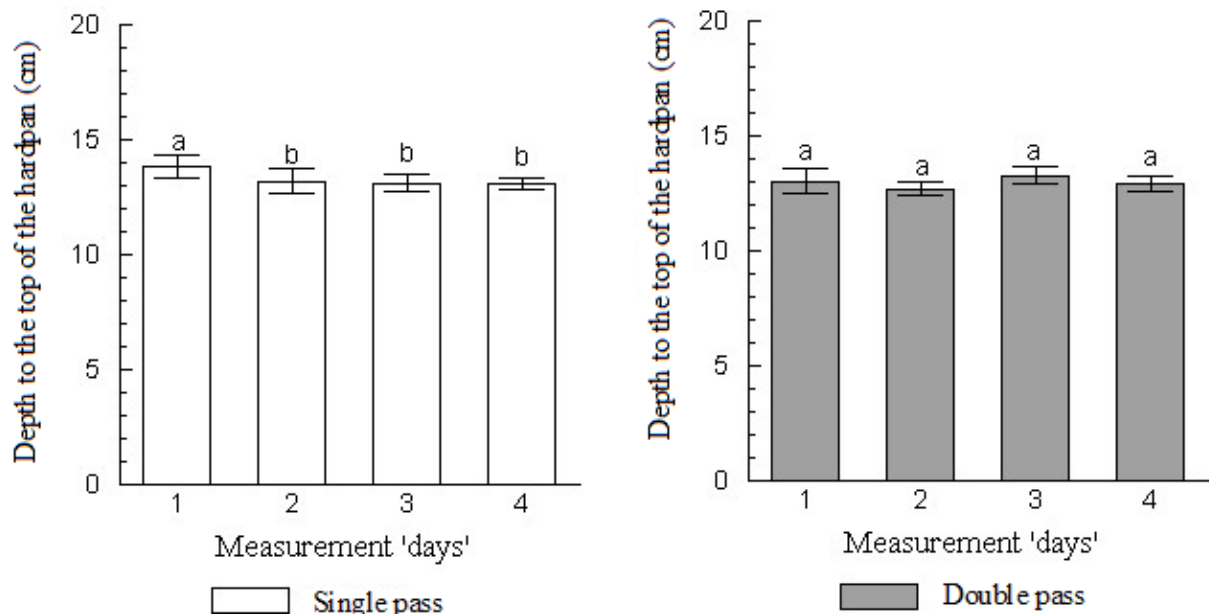 Depth to the top of the hardpan (cm)
20
15
10
5
0
a
b
b
b
1 2 3 4
Measurement 'days'
Single pass
Depth to the top of the hardpan (cm)
20
15
10
5
0
a
a
a
a
1 2 3 4
Measurement 'days'
Double pass